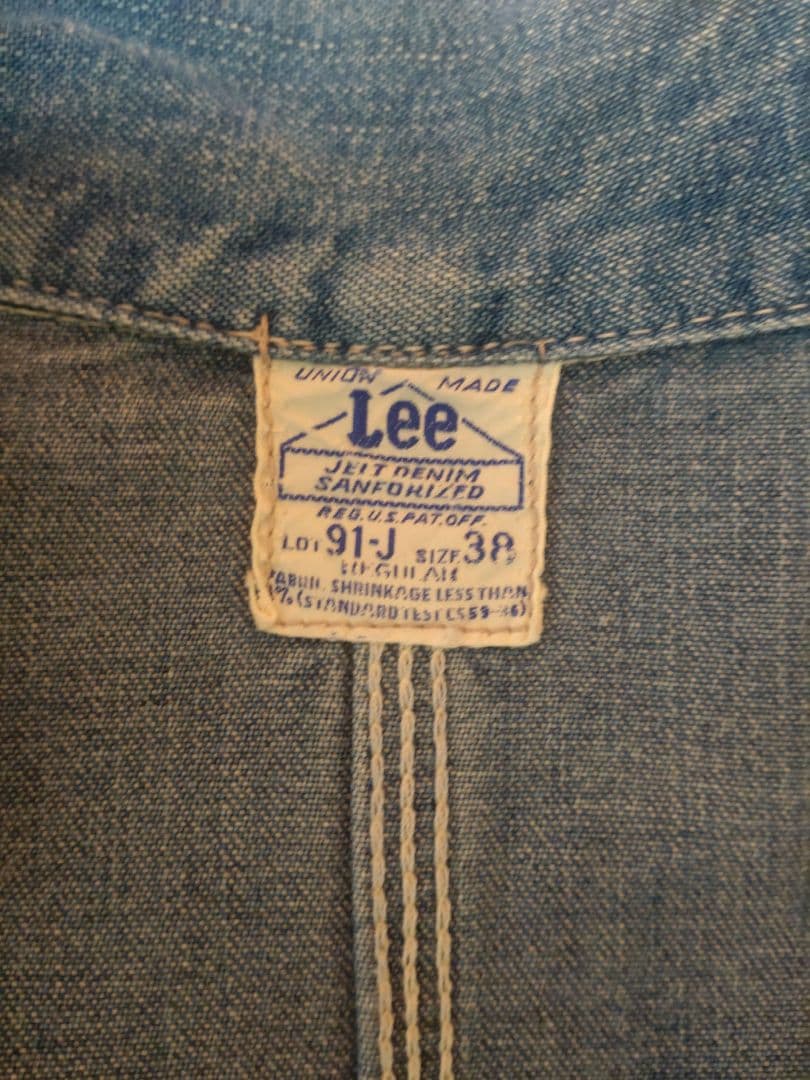 UNION MADE
Lee
JELT DENIM
SANFORIZED
REG. U.S. PAT. OFF.
LOT 91-J SIZE 38
REGULAR
FABRIC SHRINKAGE LESS THAN
1% (STANDARD TEST CS59-36)